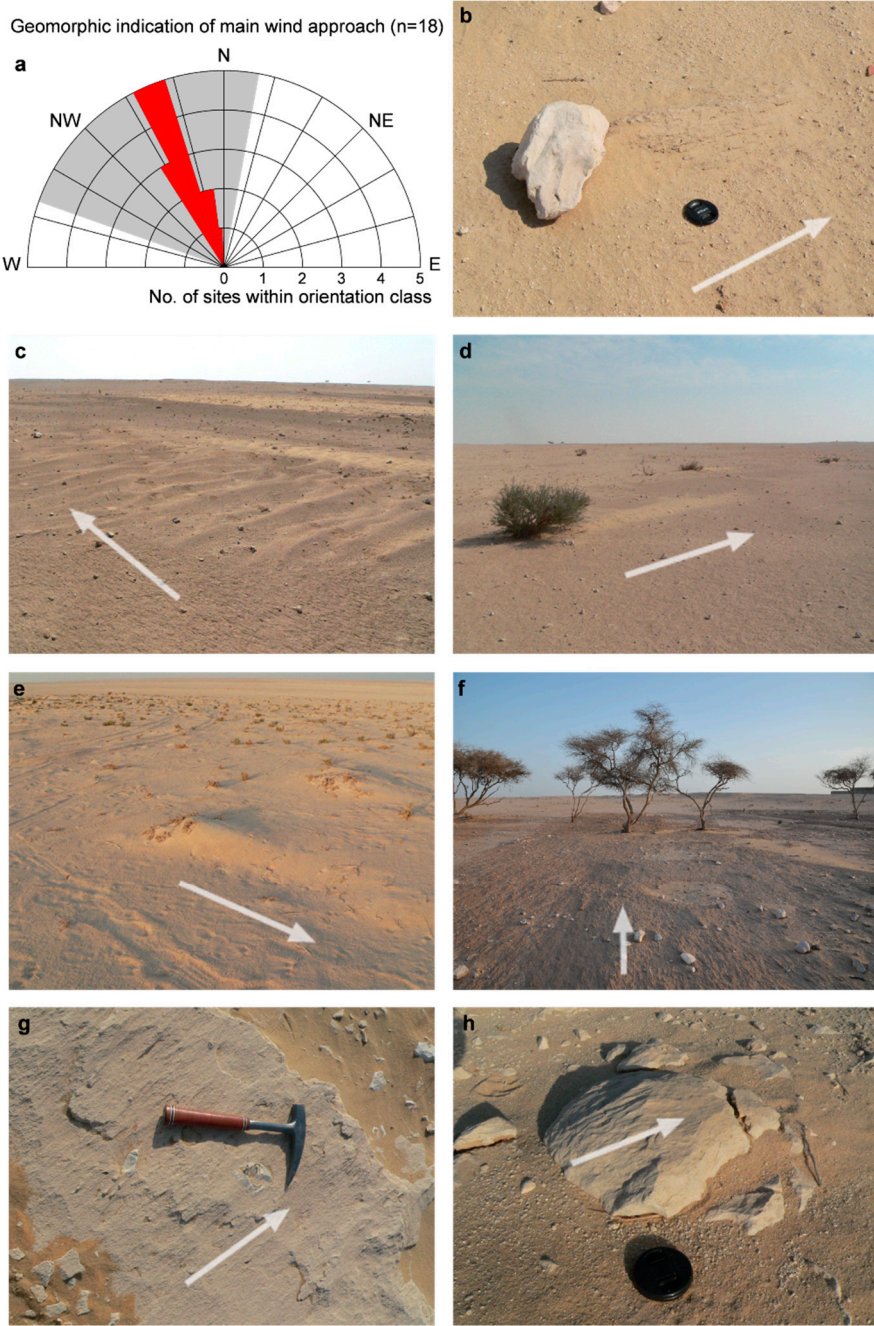 Geomorphic indication of main wind approach (n=18)
a
N
NW
NE
W
E
0 1 2 3 4 5
No. of sites within orientation class
b
c
d
e
f
g
h